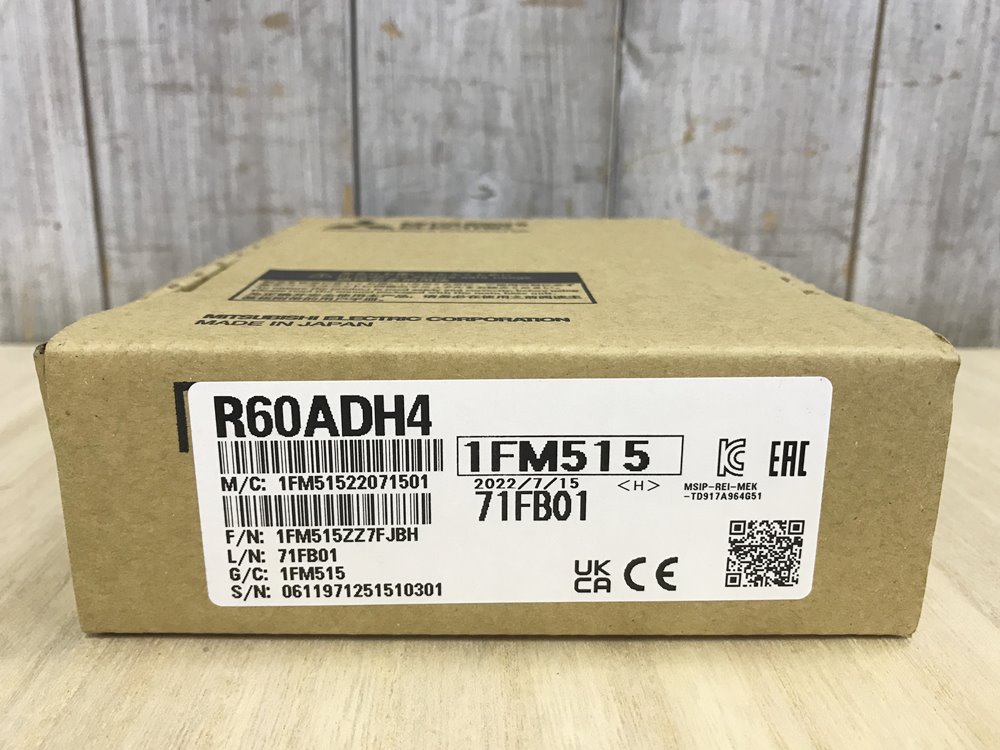 MITSUBISHI ELECTRIC CORPORATION
MADE IN JAPAN
R60ADH4
M/C: 1FM51522071501
1FM515
2022/7/15 <H>
71FB01
MSIP-REI-MEK
-TD917A964G51
EAC
F/N: 1FM515ZZ7FJBH
L/N: 71FB01
G/C: 1FM515
S/N: 0611971251510301
UK
CA
CE